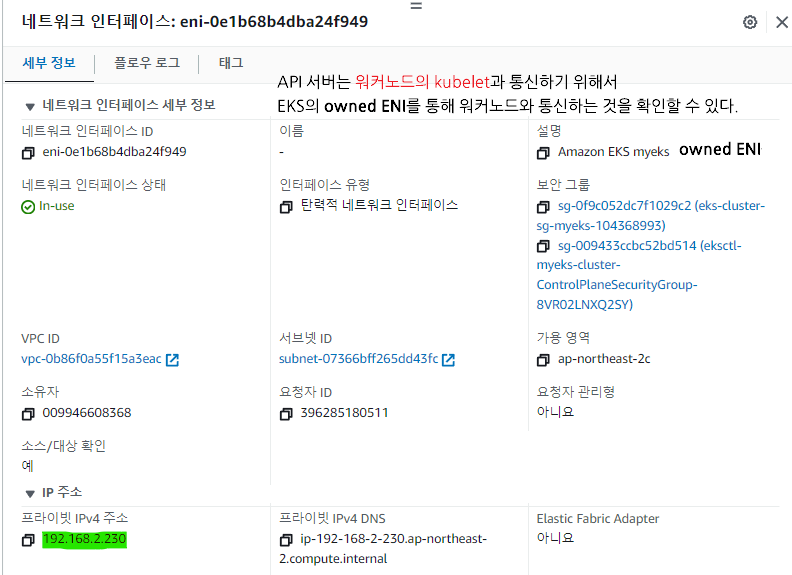 네트워크 인터페이스: eni-0e1b68b4dba24f949
세부 정보
플로우 로그
태그
API 서버는 워커노드의 kubelet과 통신하기 위해서
EKS의 owned ENI를 통해 워커노드와 통신하는 것을 확인할 수 있다.
네트워크 인터페이스 세부 정보
네트워크 인터페이스 ID
eni-0e1b68b4dba24f949
이름
-
설명
Amazon EKS myeks owned ENI
네트워크 인터페이스 상태
In-use
인터페이스 유형
탄력적 네트워크 인터페이스
보안 그룹
sg-0f9c052dc7f1029c2 (eks-cluster-
sg-myeks-104368993)
sg-009433ccbc52bd514 (eksctl-
myeks-cluster-
ControlPlaneSecurityGroup-
8VR02LNXQ2SY)
VPC ID
vpc-0b86f0a55f15a3eac
서브넷 ID
subnet-07366bff265dd43fc
가용 영역
ap-northeast-2c
소유자
009946608368
요청자 ID
396285180511
요청자 관리형
아니요
소스/대상 확인
예
IP 주소
프라이빗 IPv4 주소
192.168.2.230
프라이빗 IPv4 DNS
ip-192-168-2-230.ap-northeast-
2.compute.internal
Elastic Fabric Adapter
아니요